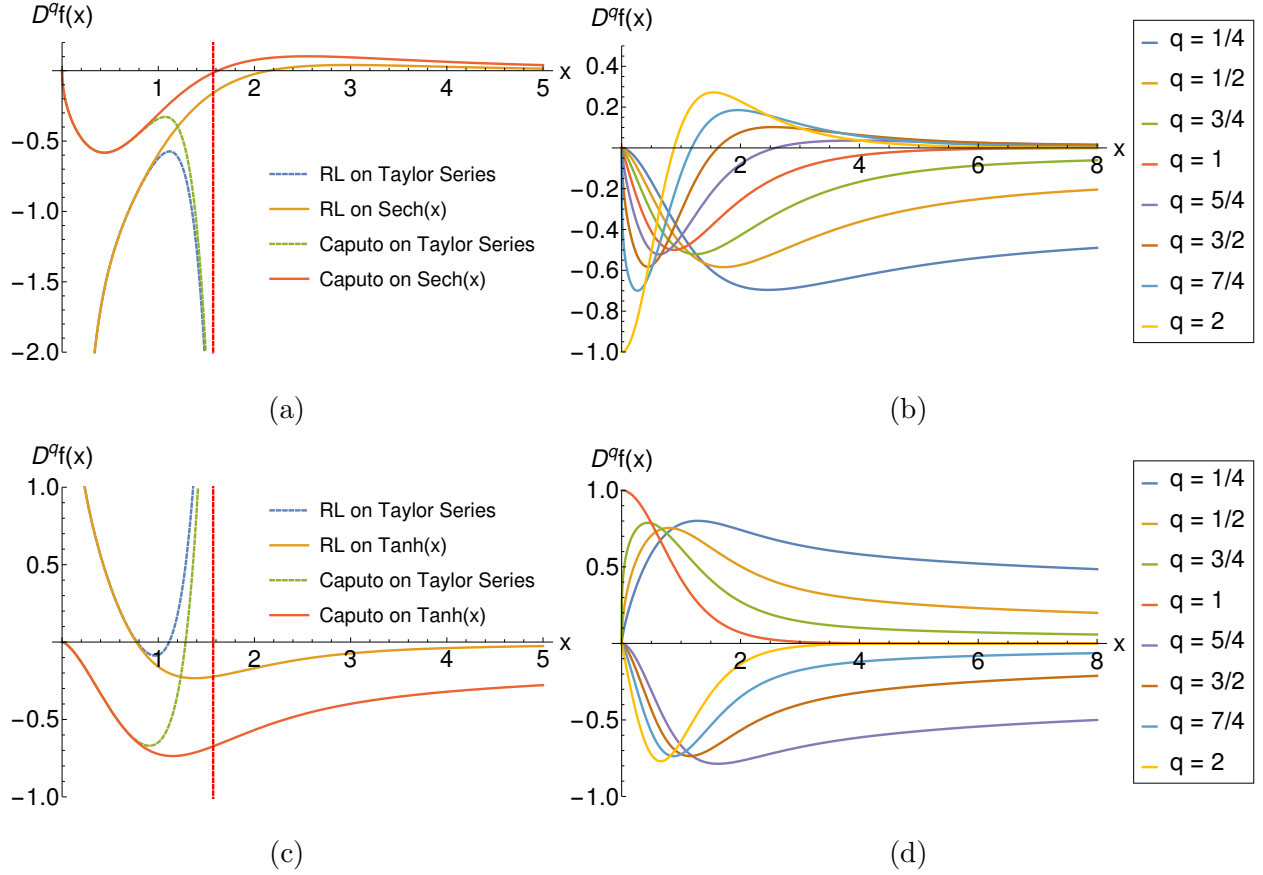 D^q f(x)
x
1 2 3 4 5
−0.5
−1.0
−1.5
−2.0
RL on Taylor Series
RL on Sech(x)
Caputo on Taylor Series
Caputo on Sech(x)
(a)
D^q f(x)
0.4
0.2
−0.2
−0.4
−0.6
−0.8
−1.0
x
2 4 6 8
q = 1/4
q = 1/2
q = 3/4
q = 1
q = 5/4
q = 3/2
q = 7/4
q = 2
(b)
D^q f(x)
1.0
0.5
−0.5
−1.0
x
1 2 3 4 5
RL on Taylor Series
RL on Tanh(x)
Caputo on Taylor Series
Caputo on Tanh(x)
(c)
D^q f(x)
1.0
0.5
−0.5
−1.0
x
2 4 6 8
q = 1/4
q = 1/2
q = 3/4
q = 1
q = 5/4
q = 3/2
q = 7/4
q = 2
(d)